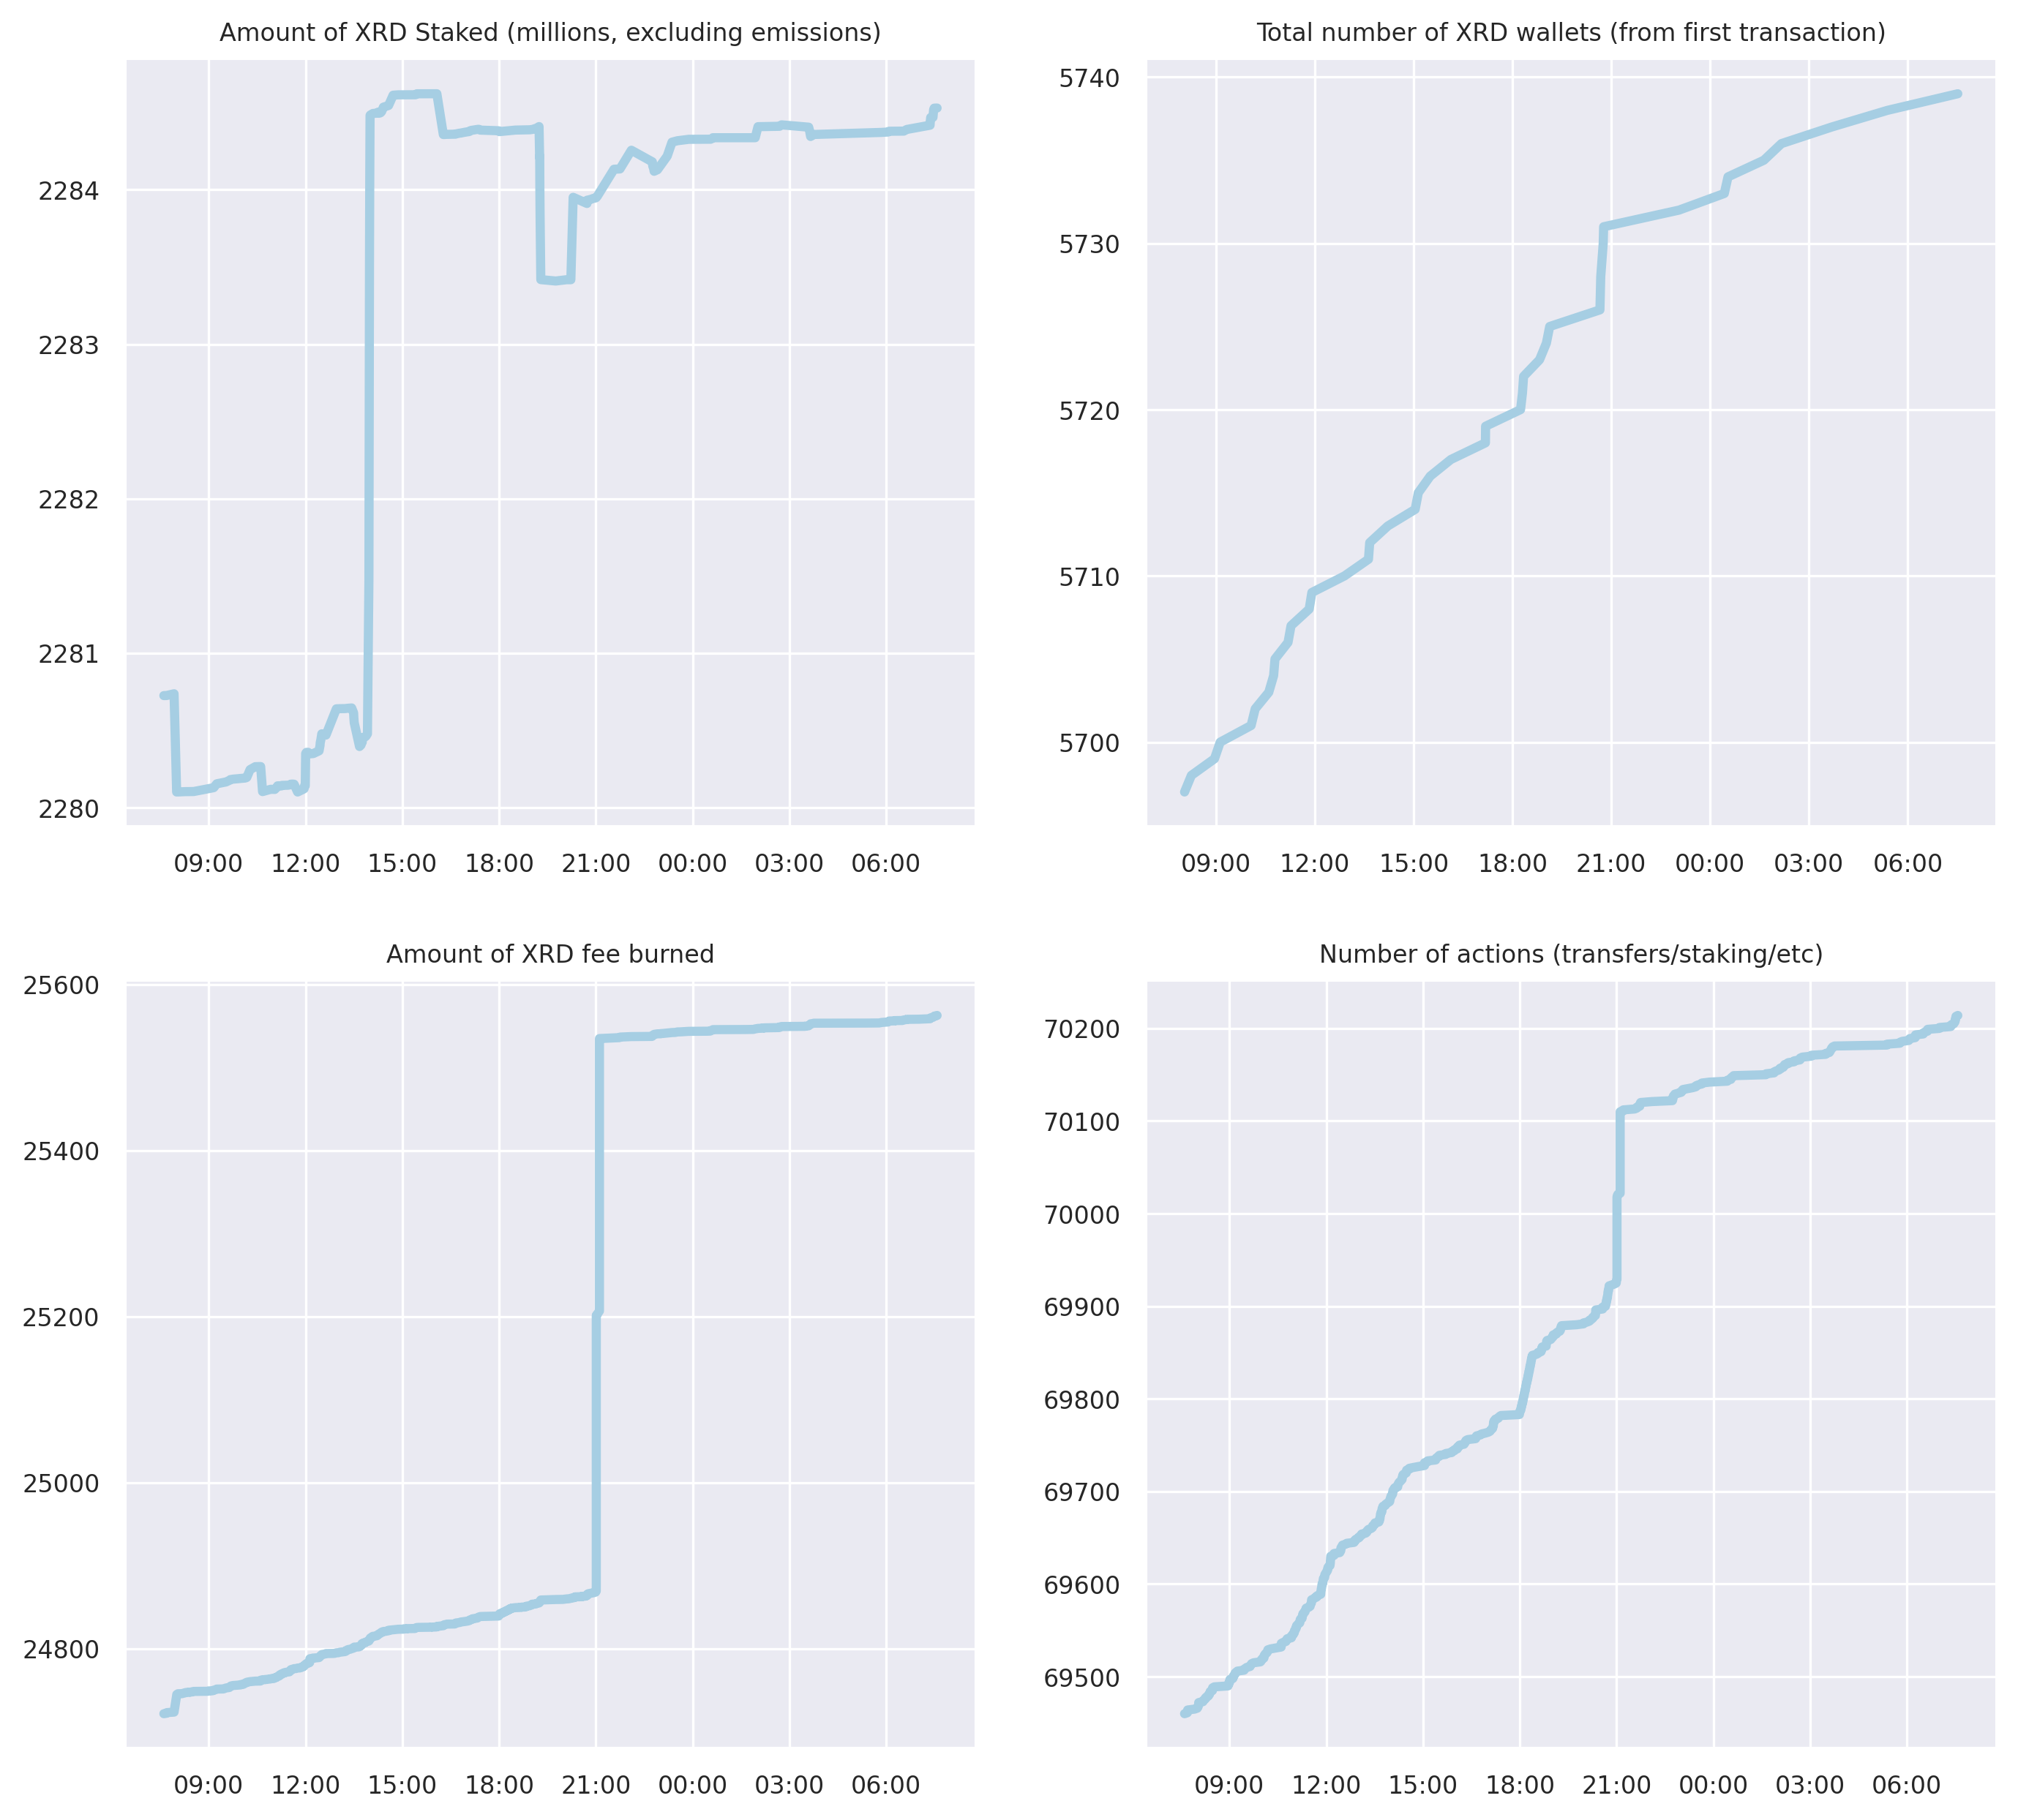 Amount of XRD Staked (millions, excluding emissions)
2284
2283
2282
2281
2280
09:00 12:00 15:00 18:00 21:00 00:00 03:00 06:00
Total number of XRD wallets (from first transaction)
5740
5730
5720
5710
5700
09:00 12:00 15:00 18:00 21:00 00:00 03:00 06:00
Amount of XRD fee burned
25600
25400
25200
25000
24800
09:00 12:00 15:00 18:00 21:00 00:00 03:00 06:00
Number of actions (transfers/staking/etc)
70200
70100
70000
69900
69800
69700
69600
69500
09:00 12:00 15:00 18:00 21:00 00:00 03:00 06:00